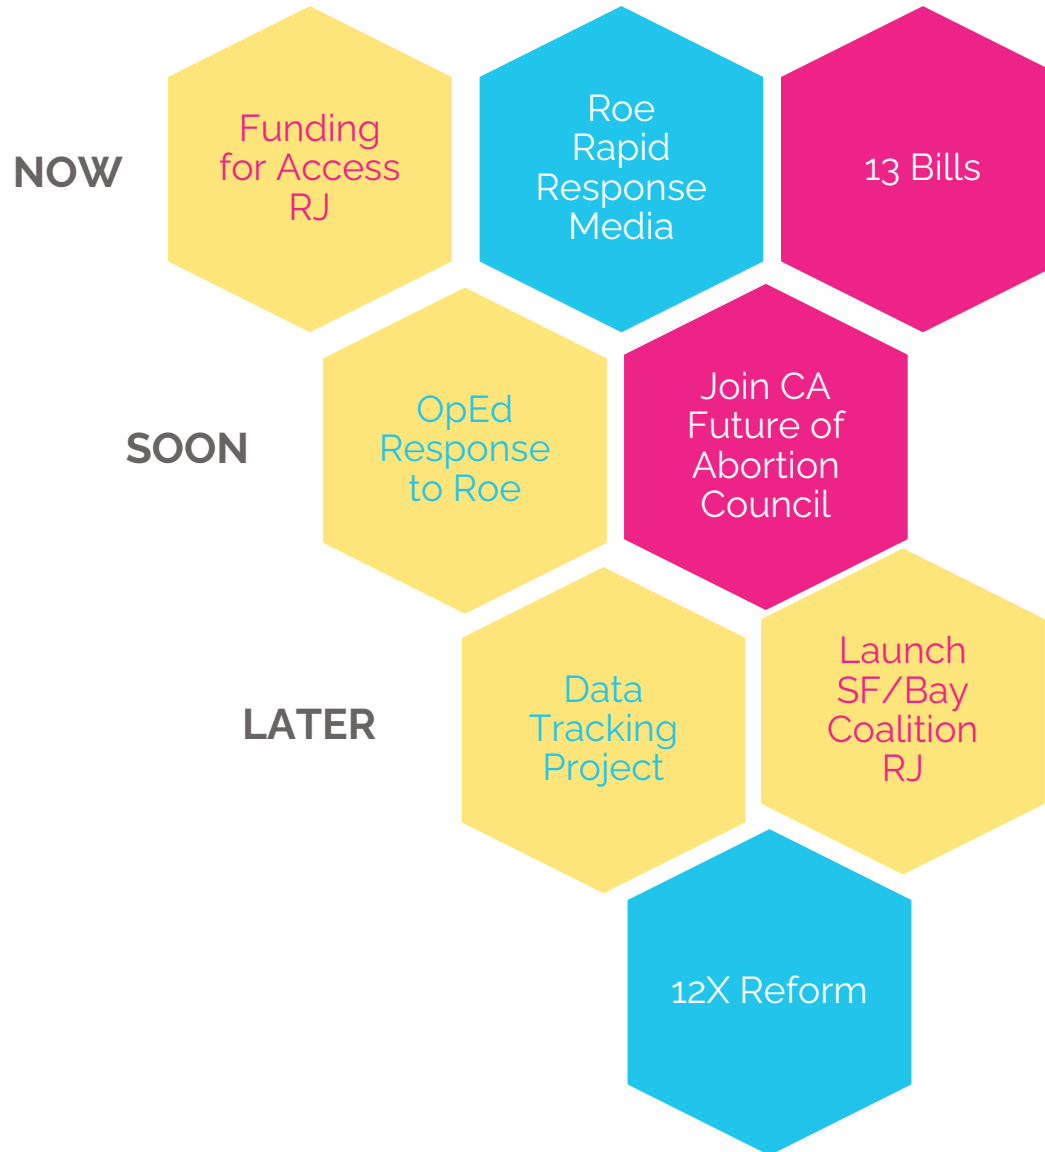 NOW
Funding
for Access
RJ
Roe
Rapid
Response
Media
13 Bills
SOON
OpEd
Response
to Roe
Join CA
Future of
Abortion
Council
LATER
Data
Tracking
Project
Launch
SF/Bay
Coalition
RJ
12X Reform